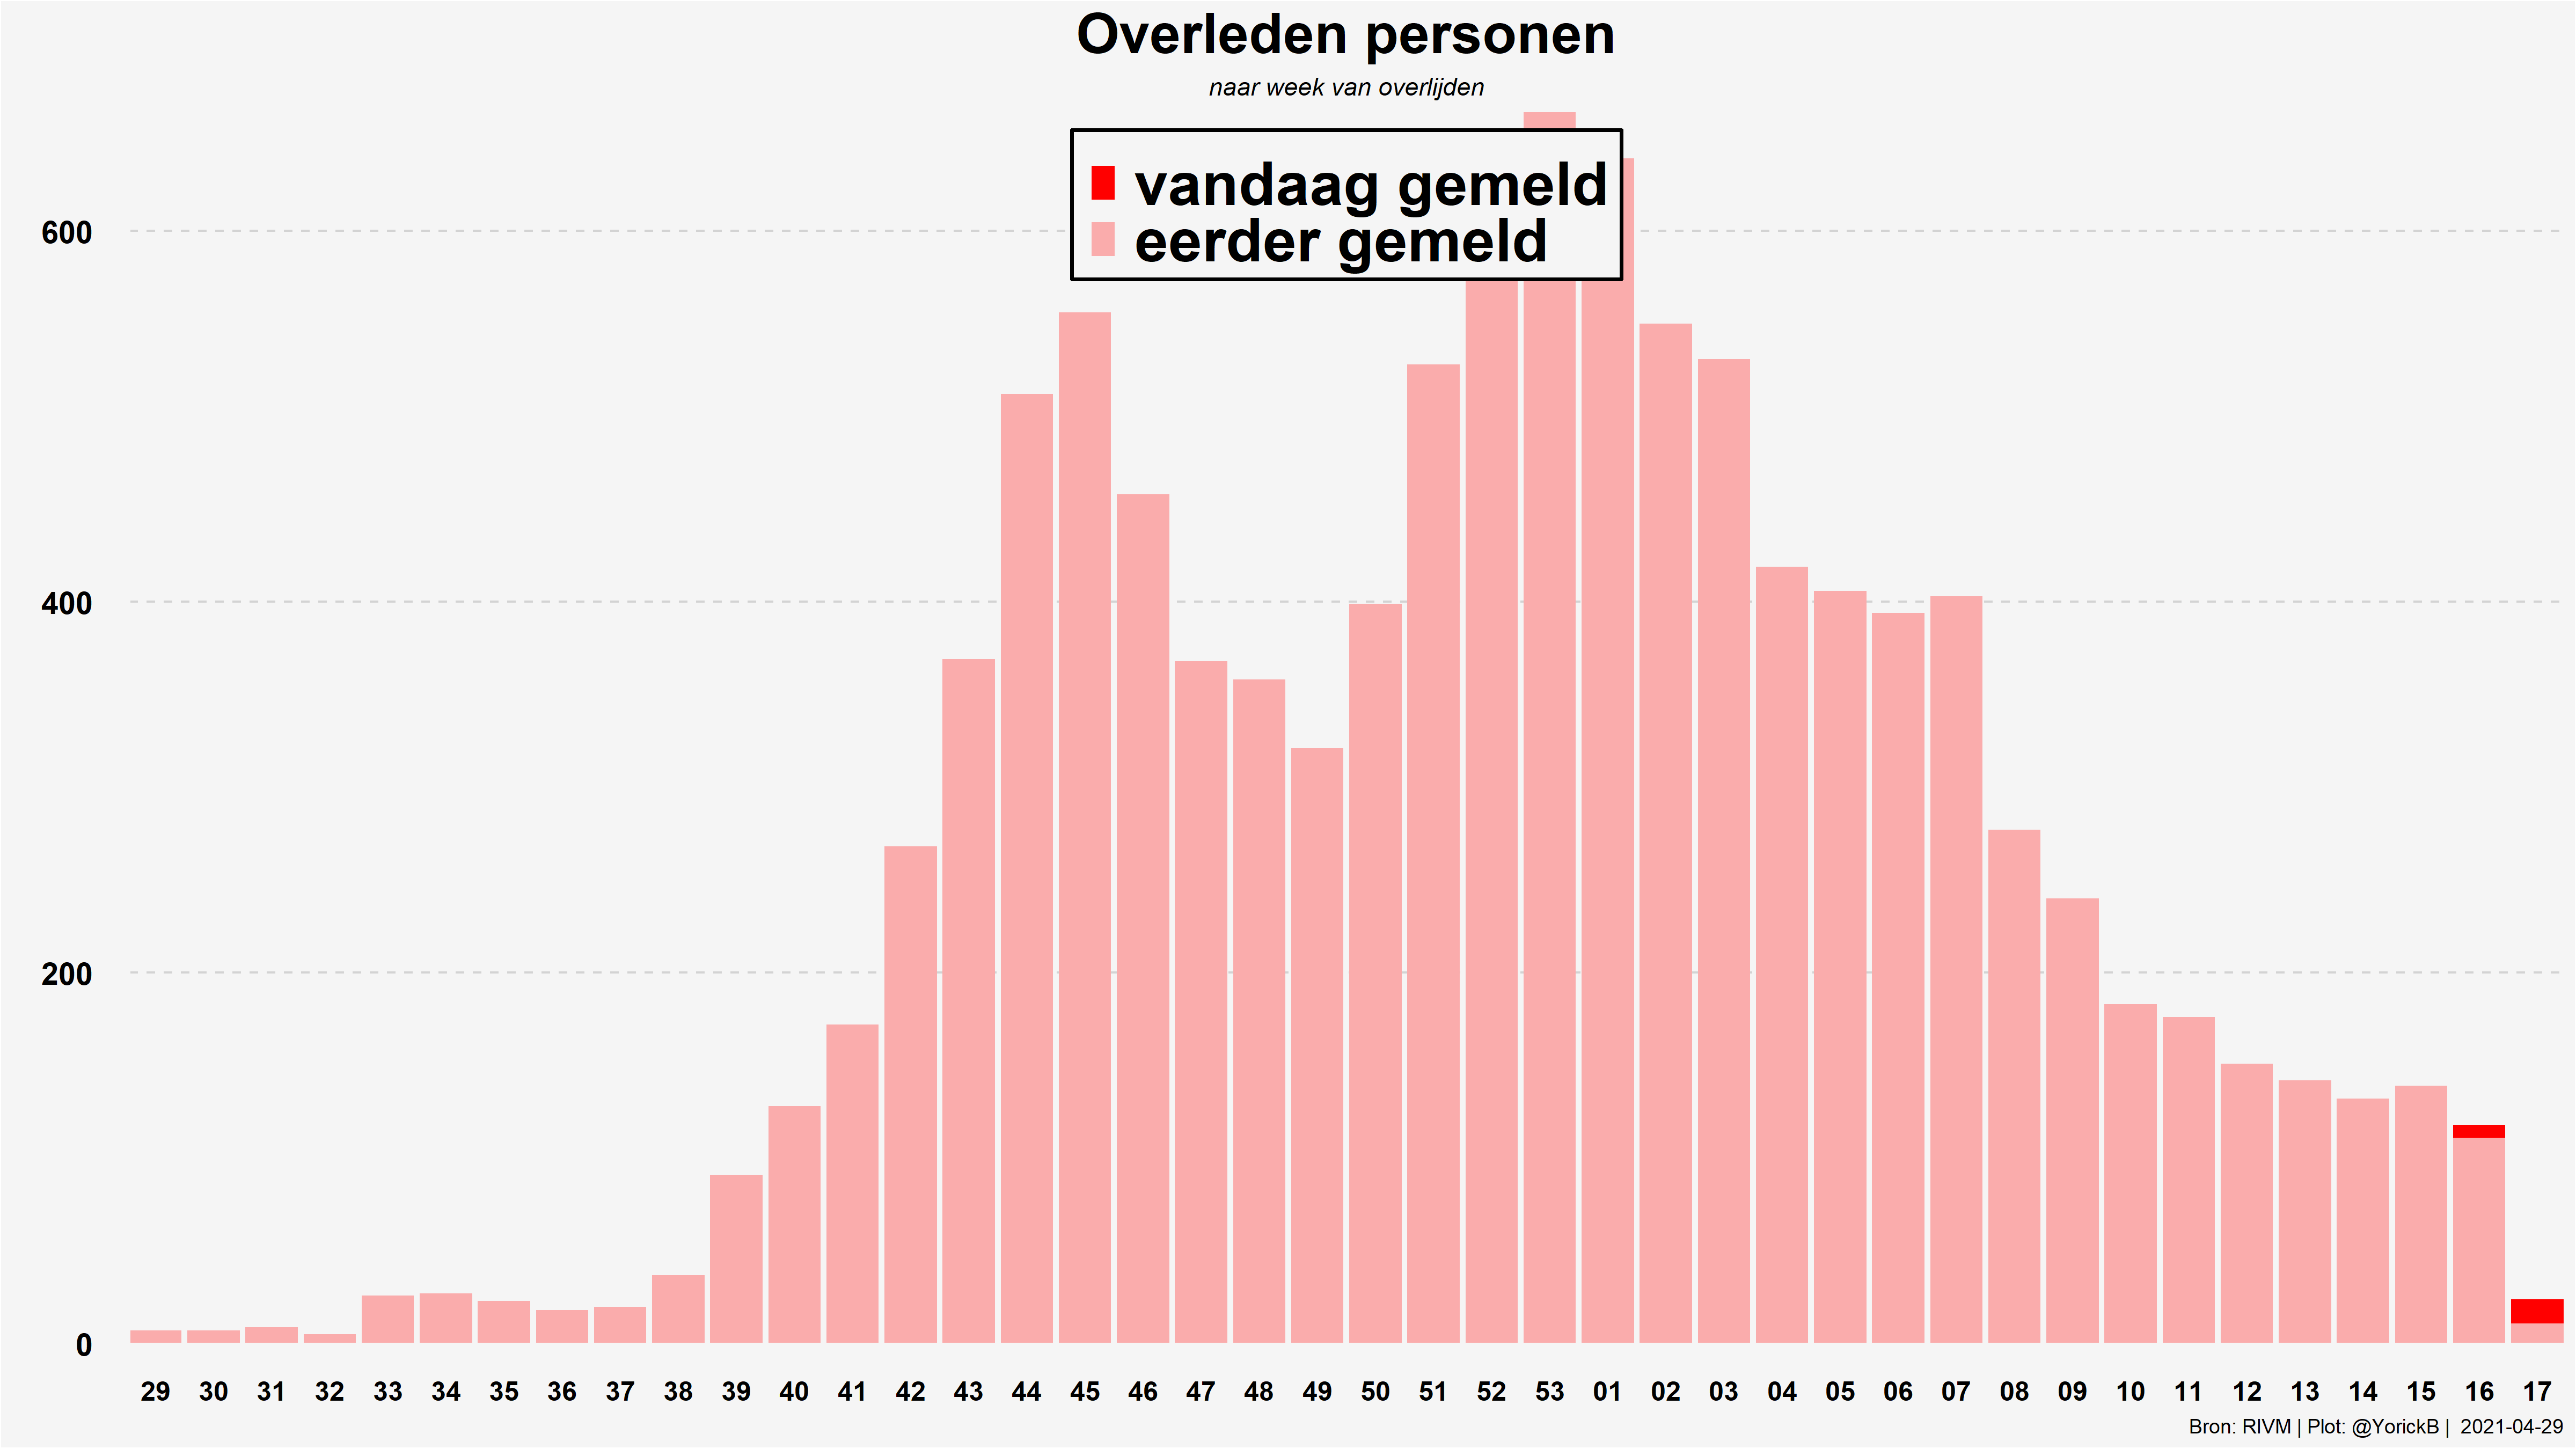 Overleden personen
naar week van overlijden
vandaag gemeld
eerder gemeld
600
400
200
0
29 30 31 32 33 34 35 36 37 38 39 40 41 42 43 44 45 46 47 48 49 50 51 52 53 01 02 03 04 05 06 07 08 09 10 11 12 13 14 15 16 17
Bron: RIVM | Plot: @YorickB | 2021-04-29